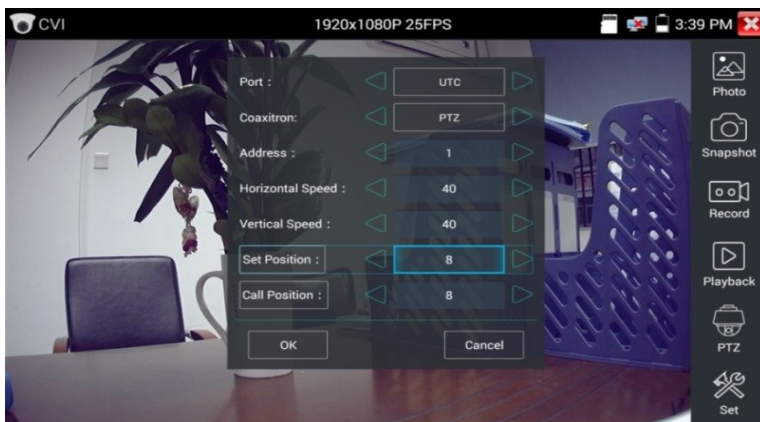 CVI 1920x1080P 25FPS 3:39 PM
Port : UTC
Coaxitron: PTZ
Address : 1
Horizontal Speed : 40
Vertical Speed : 40
Set Position : 8
Call Position : 8
OK Cancel
Photo
Snapshot
Record
Playback
PTZ
Set